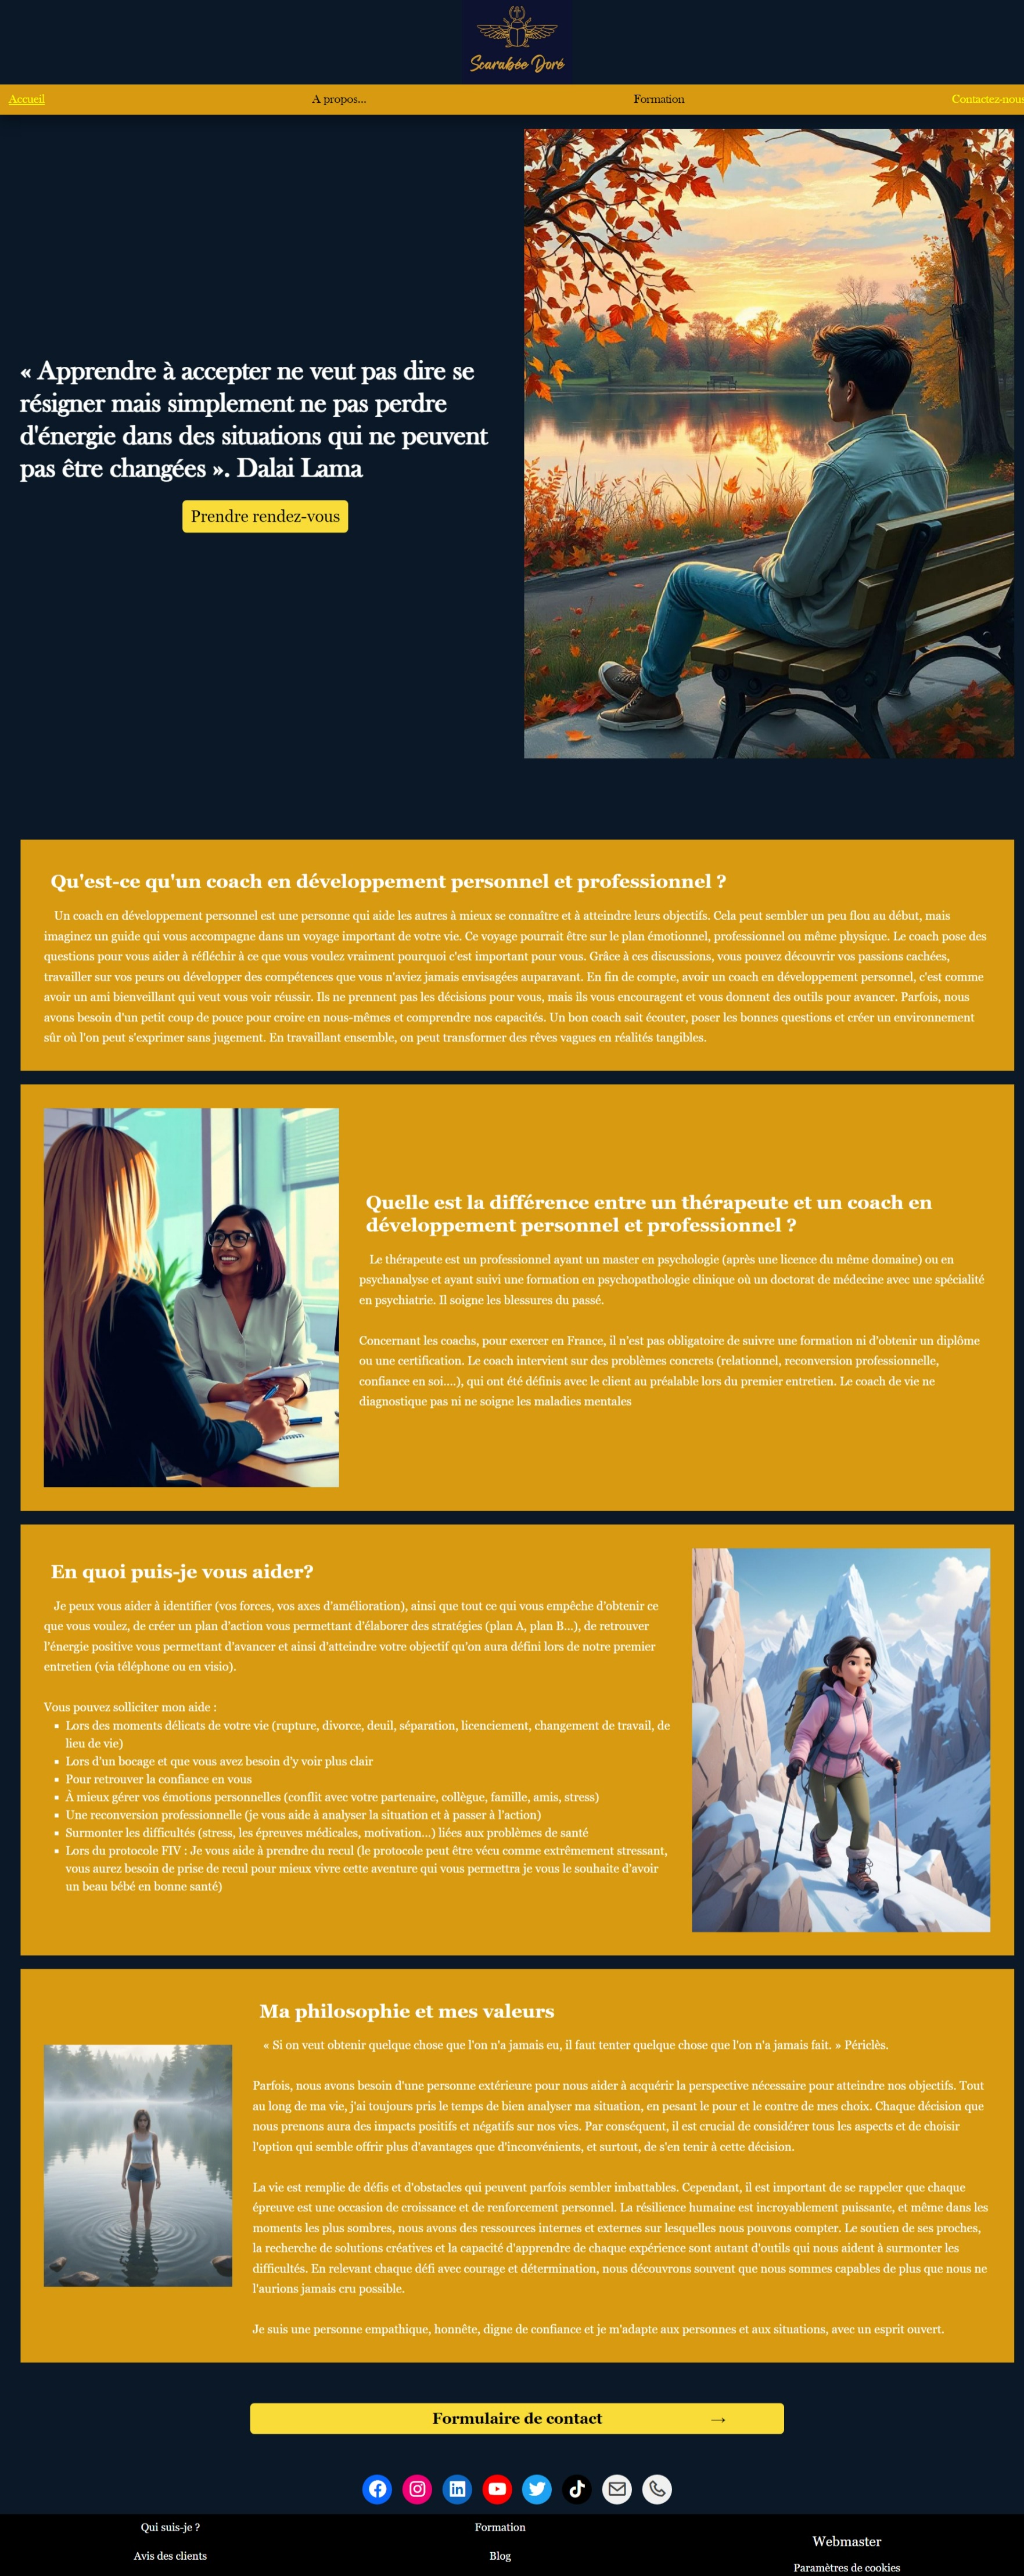 Scarabée Doré
Accueil
A propos...
Formation
Contactez-nous
« Apprendre à accepter ne veut pas dire se
résigner mais simplement ne pas perdre
d'énergie dans des situations qui ne peuvent
pas être changées ». Dalai Lama
Prendre rendez-vous
Qu'est-ce qu'un coach en développement personnel et professionnel ?
Un coach en développement personnel est une personne qui aide les autres à mieux se connaître et à atteindre leurs objectifs. Cela peut sembler un peu flou au début, mais
imaginez un guide qui vous accompagne dans un voyage important de votre vie. Ce voyage pourrait être sur le plan émotionnel, professionnel ou même physique. Le coach pose des
questions pour vous aider à réfléchir à ce que vous voulez vraiment pourquoi c'est important pour vous. Grâce à ces discussions, vous pouvez découvrir vos passions cachées,
travailler sur vos peurs ou développer des compétences que vous n'aviez jamais envisagées auparavant. En fin de compte, avoir un coach en développement personnel, c'est comme
avoir un ami bienveillant qui veut vous voir réussir. Ils ne prennent pas les décisions pour vous, mais ils vous encouragent et vous donnent des outils pour avancer. Parfois, nous
avons besoin d'un petit coup de pouce pour croire en nous-mêmes et comprendre nos capacités. Un bon coach sait écouter, poser les bonnes questions et créer un environnement
sûr où l'on peut s'exprimer sans jugement. En travaillant ensemble, on peut transformer des rêves vagues en réalités tangibles.
Quelle est la différence entre un thérapeute et un coach en
développement personnel et professionnel ?
Le thérapeute est un professionnel ayant un master en psychologie (après une licence du même domaine) ou en
psychanalyse et ayant suivi une formation en psychopathologie clinique où un doctorat de médecine avec une spécialité
en psychiatrie. Il soigne les blessures du passé.
Concernant les coachs, pour exercer en France, il n'est pas obligatoire de suivre une formation ni d'obtenir un diplôme
ou une certification. Le coach intervient sur des problèmes concrets (relationnel, reconversion professionnelle,
confiance en soi....), qui ont été définis avec le client au préalable lors du premier entretien. Le coach de vie ne
diagnostique pas ni ne soigne les maladies mentales
En quoi puis-je vous aider?
Je peux vous aider à identifier (vos forces, vos axes d'amélioration), ainsi que tout ce qui vous empêche d'obtenir ce
que vous voulez, de créer un plan d'action vous permettant d'élaborer des stratégies (plan A, plan B...), de retrouver
l'énergie positive vous permettant d'avancer et ainsi d'atteindre votre objectif qu'on aura défini lors de notre premier
entretien (via téléphone ou en visio).
Vous pouvez solliciter mon aide :
▪ Lors des moments délicats de votre vie (rupture, divorce, deuil, séparation, licenciement, changement de travail, de
lieu de vie)
▪ Lors d'un bocage et que vous avez besoin d'y voir plus clair
▪ Pour retrouver la confiance en vous
▪ À mieux gérer vos émotions personnelles (conflit avec votre partenaire, collègue, famille, amis, stress)
▪ Une reconversion professionnelle (je vous aide à analyser la situation et à passer à l'action)
▪ Surmonter les difficultés (stress, les épreuves médicales, motivation...) liées aux problèmes de santé
▪ Lors du protocole FIV : Je vous aide à prendre du recul (le protocole peut être vécu comme extrêmement stressant,
vous aurez besoin de prise de recul pour mieux vivre cette aventure qui vous permettra je vous le souhaite d'avoir
un beau bébé en bonne santé)
Ma philosophie et mes valeurs
« Si on veut obtenir quelque chose que l'on n'a jamais eu, il faut tenter quelque chose que l'on n'a jamais fait. » Périclès.
Parfois, nous avons besoin d'une personne extérieure pour nous aider à acquérir la perspective nécessaire pour atteindre nos objectifs. Tout
au long de ma vie, j'ai toujours pris le temps de bien analyser ma situation, en pesant le pour et le contre de mes choix. Chaque décision que
nous prenons aura des impacts positifs et négatifs sur nos vies. Par conséquent, il est crucial de considérer tous les aspects et de choisir
l'option qui semble offrir plus d'avantages que d'inconvénients, et surtout, de s'en tenir à cette décision.
La vie est remplie de défis et d'obstacles qui peuvent parfois sembler imbattables. Cependant, il est important de se rappeler que chaque
épreuve est une occasion de croissance et de renforcement personnel. La résilience humaine est incroyablement puissante, et même dans les
moments les plus sombres, nous avons des ressources internes et externes sur lesquelles nous pouvons compter. Le soutien de ses proches,
la recherche de solutions créatives et la capacité d'apprendre de chaque expérience sont autant d'outils qui nous aident à surmonter les
difficultés. En relevant chaque défi avec courage et détermination, nous découvrons souvent que nous sommes capables de plus que nous ne
l'aurions jamais cru possible.
Je suis une personne empathique, honnête, digne de confiance et je m'adapte aux personnes et aux situations, avec un esprit ouvert.
Formulaire de contact →
Qui suis-je ?
Formation
Webmaster
Avis des clients
Blog
Paramètres de cookies